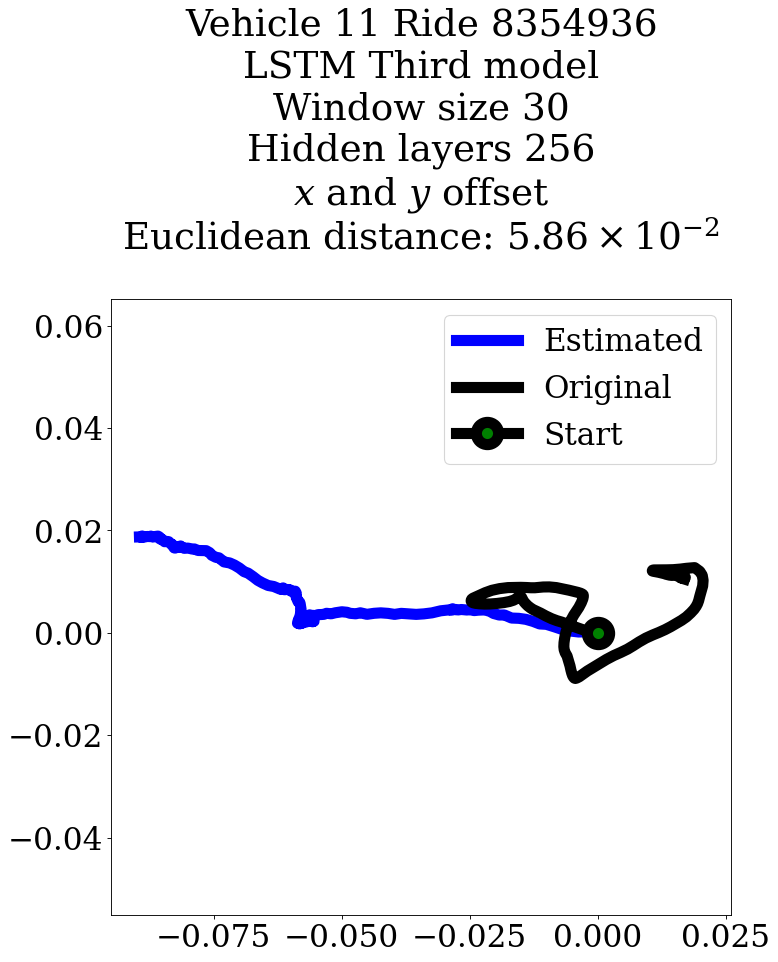 Vehicle 11 Ride 8354936
LSTM Third model
Window size 30
Hidden layers 256
x and y offset
Euclidean distance: 5.86 × 10⁻²
Estimated
Original
Start
0.06
0.04
0.02
0.00
−0.02
−0.04
−0.075 −0.050 −0.025 0.000 0.025